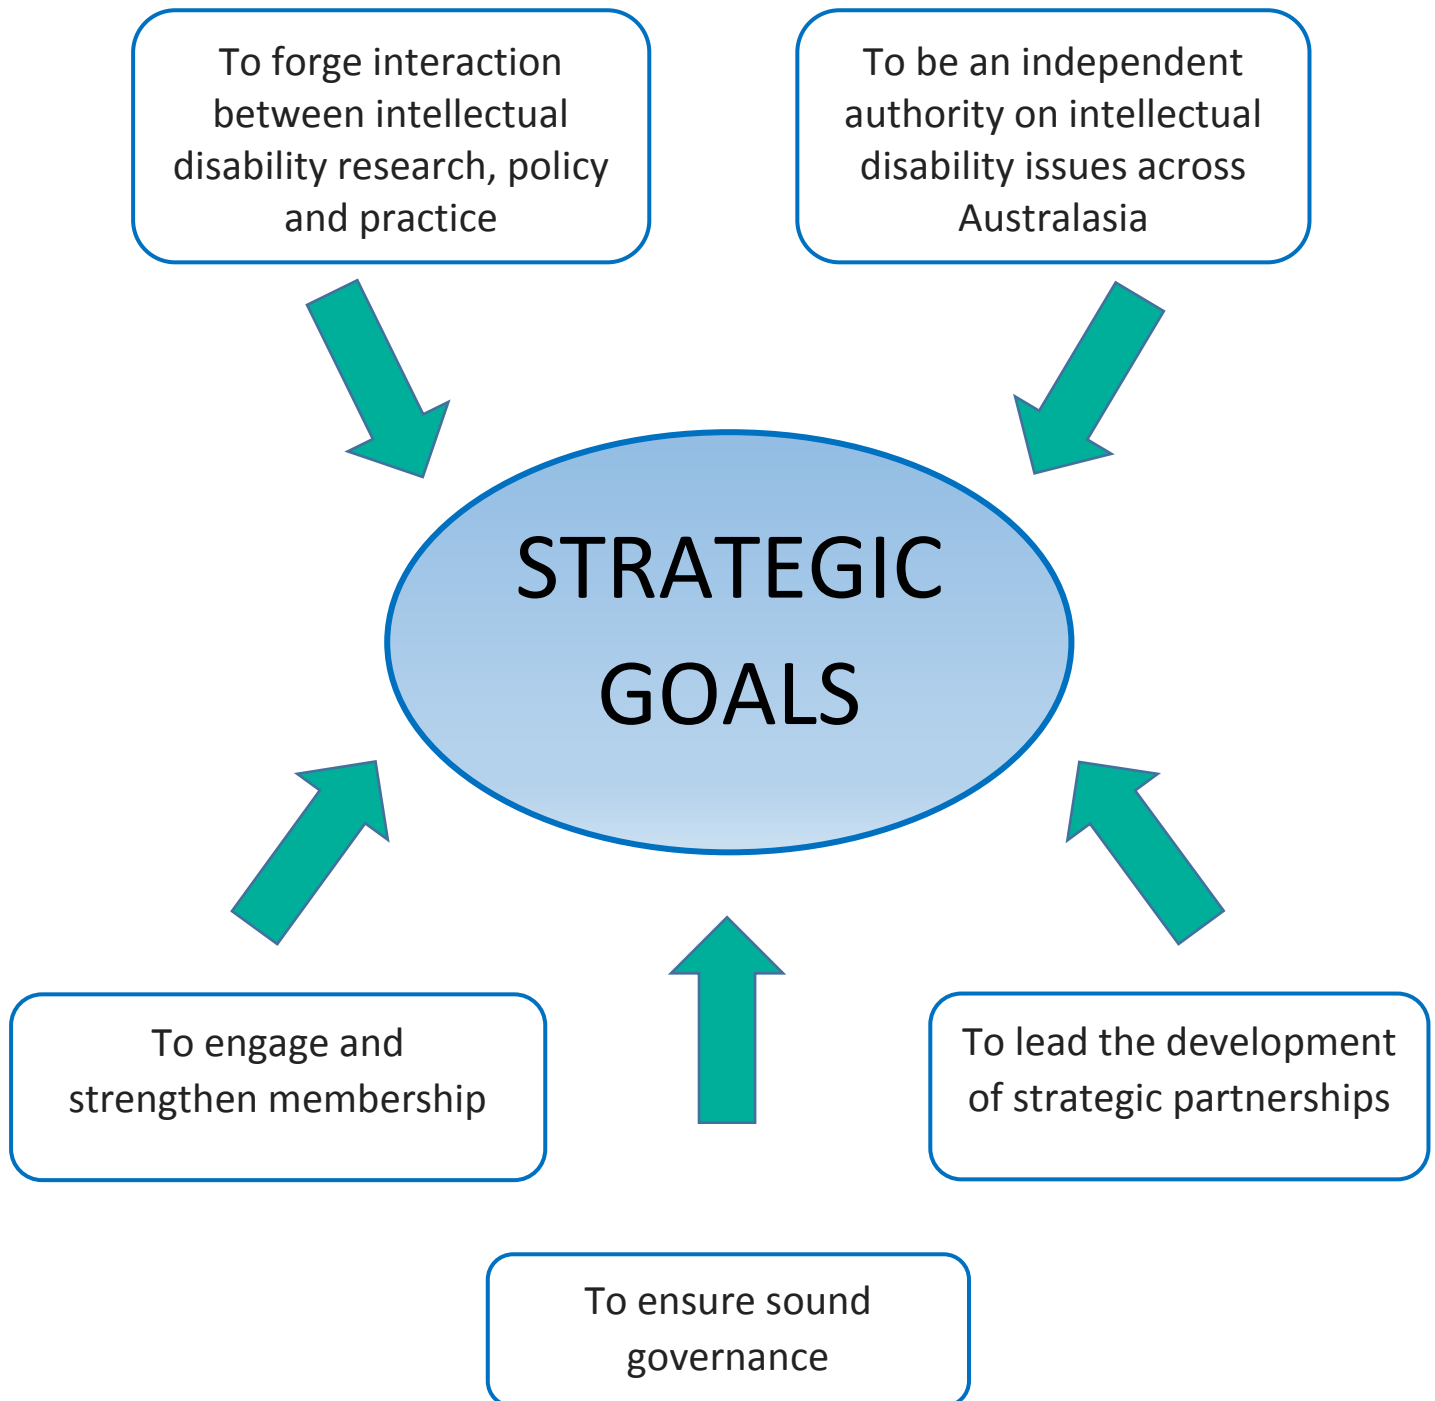 To forge interaction
between intellectual
disability research, policy
and practice
To be an independent
authority on intellectual
disability issues across
Australasia
STRATEGIC
GOALS
To engage and
strengthen membership
To lead the development
of strategic partnerships
To ensure sound
governance